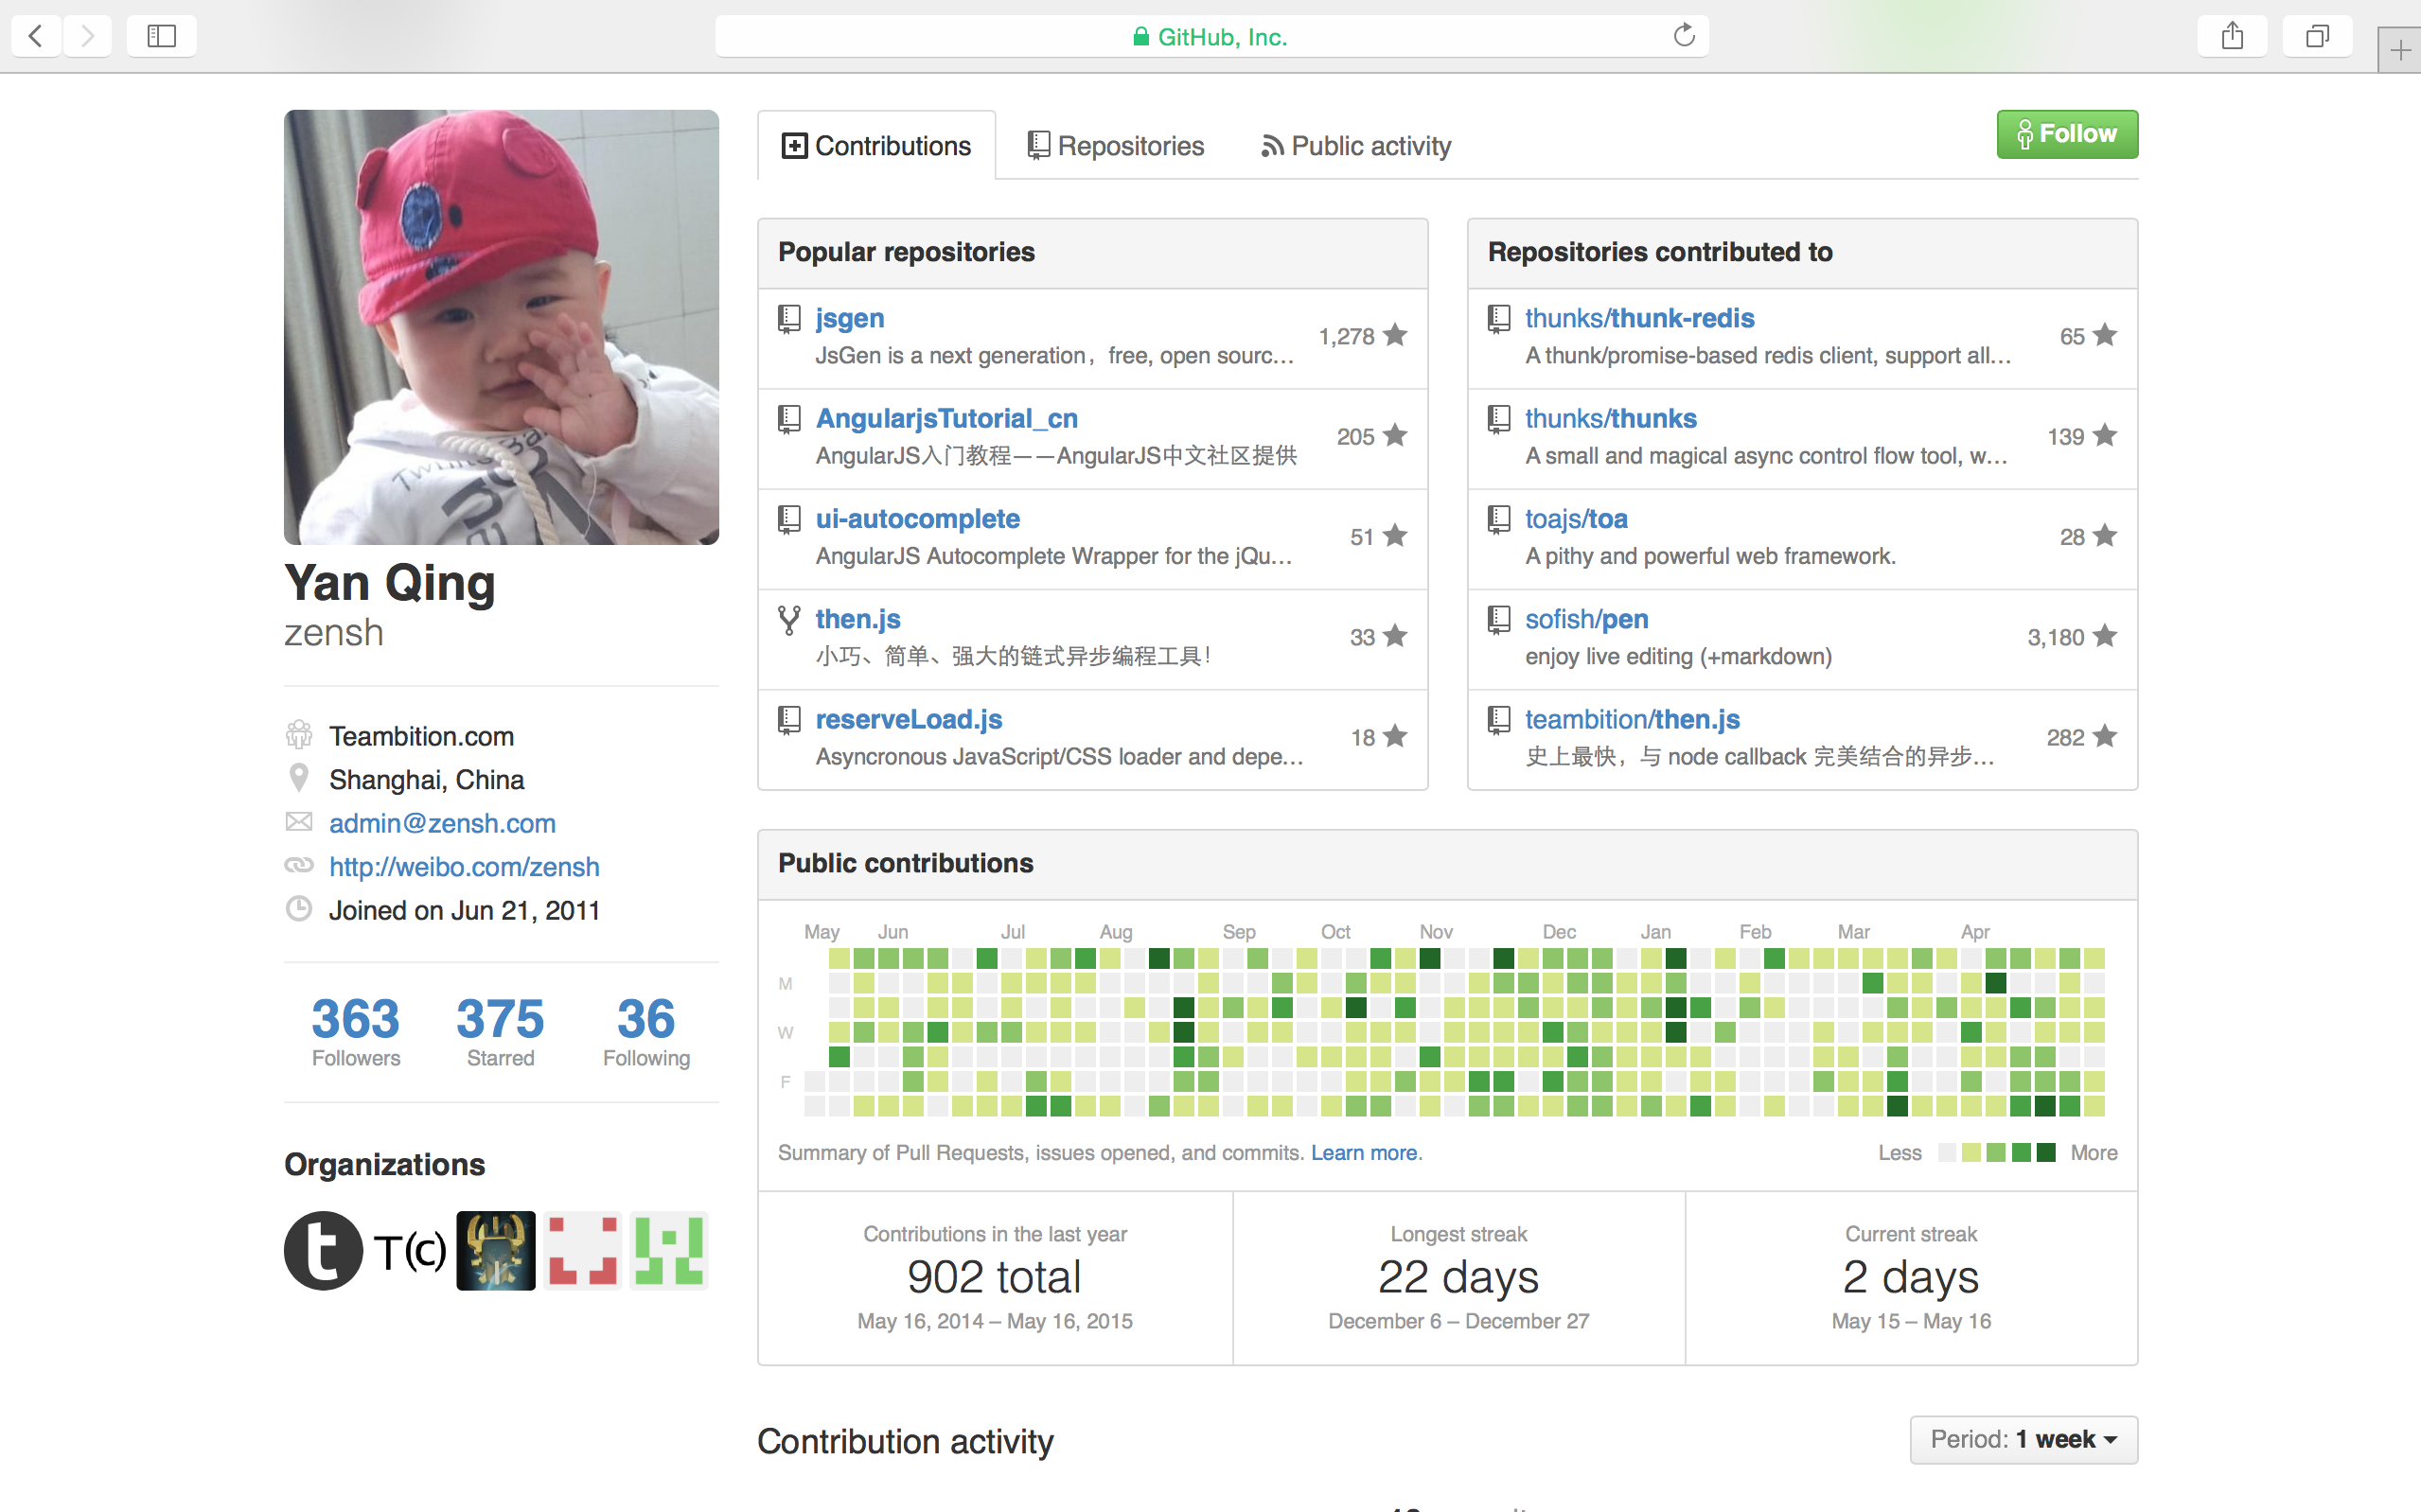 GitHub, Inc.
Contributions
Repositories
Public activity
Follow
Yan Qing
zensh
Teambition.com
Shanghai, China
admin@zensh.com
http://weibo.com/zensh
Joined on Jun 21, 2011
363 375 36
Followers Starred Following
Organizations
t T(c)
Popular repositories
jsgen
JsGen is a next generation，free, open sourc...
1,278
AngularjsTutorial_cn
AngularJS入门教程——AngularJS中文社区提供
205
ui-autocomplete
AngularJS Autocomplete Wrapper for the jQu...
51
then.js
小巧、简单、强大的链式异步编程工具！
33
reserveLoad.js
Asyncronous JavaScript/CSS loader and depe...
18
Repositories contributed to
thunks/thunk-redis
A thunk/promise-based redis client, support all...
65
thunks/thunks
A small and magical async control flow tool, w...
139
toajs/toa
A pithy and powerful web framework.
28
sofish/pen
enjoy live editing (+markdown)
3,180
teambition/then.js
史上最快，与 node callback 完美结合的异步...
282
Public contributions
May Jun Jul Aug Sep Oct Nov Dec Jan Feb Mar Apr
M
W
F
Summary of Pull Requests, issues opened, and commits. Learn more.
Less More
Contributions in the last year
902 total
May 16, 2014 – May 16, 2015
Longest streak
22 days
December 6 – December 27
Current streak
2 days
May 15 – May 16
Contribution activity
Period: 1 week